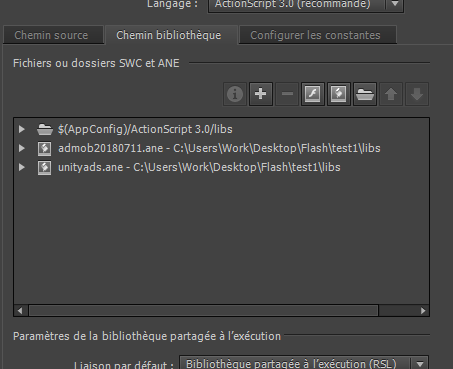 Langage : ActionScript 3.0 (recommandé)
Chemin source Chemin bibliothèque Configurer les constantes
Fichiers ou dossiers SWC et ANE
$(AppConfig)/ActionScript 3.0/libs
admob20180711.ane - C:\Users\Work\Desktop\Flash\test1\libs
unityads.ane - C:\Users\Work\Desktop\Flash\test1\libs
Paramètres de la bibliothèque partagée à l'exécution
Liaison par défaut : Bibliothèque partagée à l'exécution (RSL)